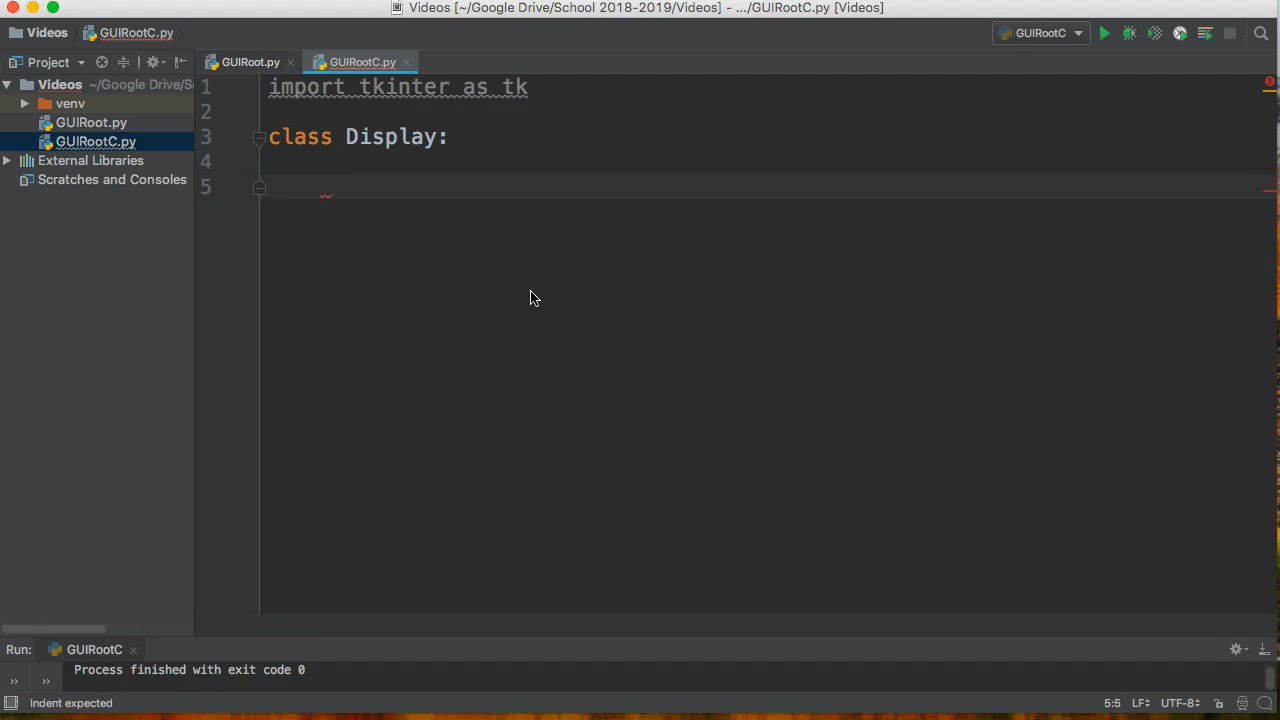 Videos [~/Google Drive/School 2018-2019/Videos] - .../GUIRootC.py [Videos]
Videos GUIRootC.py GUIRootC
Project GUIRoot.py GUIRootC.py
Videos ~/Google Drive/Sc
venv
GUIRoot.py
GUIRootC.py
External Libraries
Scratches and Consoles
1 import tkinter as tk
2
3 class Display:
4
5
Run: GUIRootC
Process finished with exit code 0
Indent expected 5:5 LF UTF-8